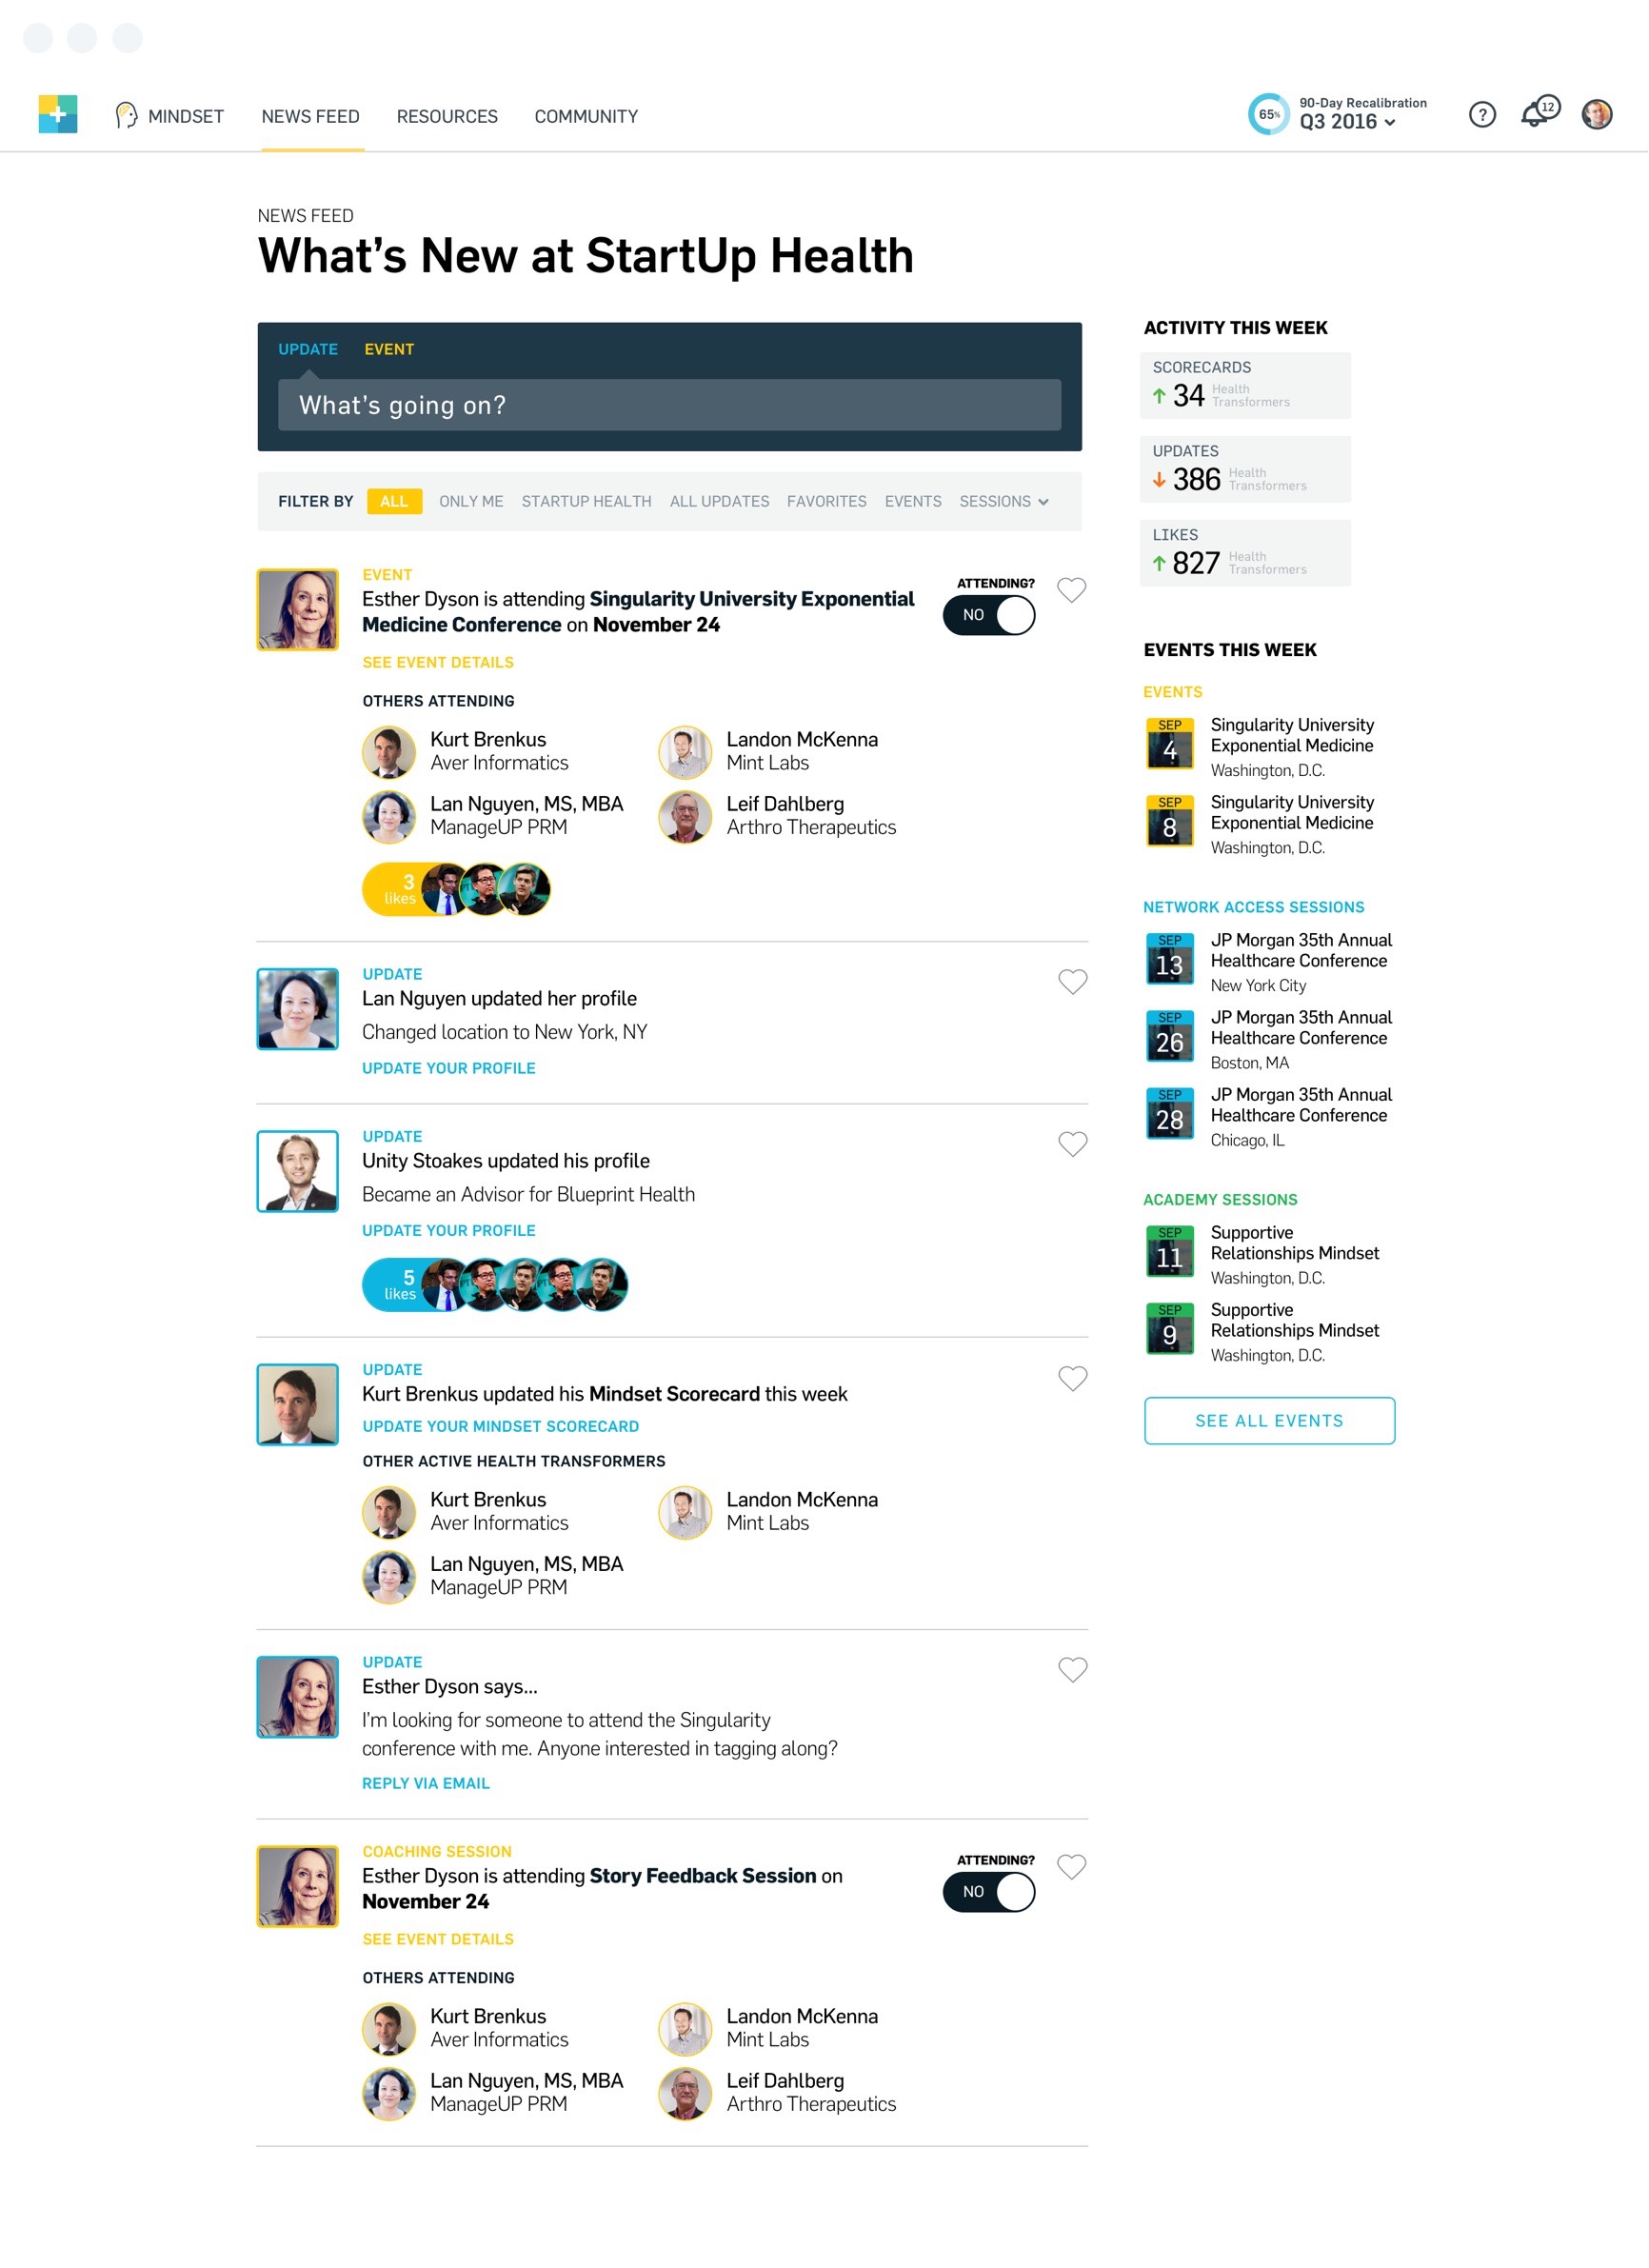 MINDSET
NEWS FEED
RESOURCES
COMMUNITY
65%
90-Day Recalibration
Q3 2016
?
12
NEWS FEED
What's New at StartUp Health
UPDATE
EVENT
What's going on?
FILTER BY
ALL
ONLY ME
STARTUP HEALTH
ALL UPDATES
FAVORITES
EVENTS
SESSIONS
EVENT
Esther Dyson is attending Singularity University Exponential
Medicine Conference on November 24
SEE EVENT DETAILS
ATTENDING?
NO
OTHERS ATTENDING
Kurt Brenkus
Aver Informatics
Landon McKenna
Mint Labs
Lan Nguyen, MS, MBA
ManageUP PRM
Leif Dahlberg
Arthro Therapeutics
3
likes
UPDATE
Lan Nguyen updated her profile
Changed location to New York, NY
UPDATE YOUR PROFILE
UPDATE
Unity Stoakes updated his profile
Became an Advisor for Blueprint Health
UPDATE YOUR PROFILE
5
likes
UPDATE
Kurt Brenkus updated his Mindset Scorecard this week
UPDATE YOUR MINDSET SCORECARD
OTHER ACTIVE HEALTH TRANSFORMERS
Kurt Brenkus
Aver Informatics
Landon McKenna
Mint Labs
Lan Nguyen, MS, MBA
ManageUP PRM
UPDATE
Esther Dyson says...
I'm looking for someone to attend the Singularity
conference with me. Anyone interested in tagging along?
REPLY VIA EMAIL
COACHING SESSION
Esther Dyson is attending Story Feedback Session on
November 24
SEE EVENT DETAILS
ATTENDING?
NO
OTHERS ATTENDING
Kurt Brenkus
Aver Informatics
Landon McKenna
Mint Labs
Lan Nguyen, MS, MBA
ManageUP PRM
Leif Dahlberg
Arthro Therapeutics
ACTIVITY THIS WEEK
SCORECARDS
34
Health
Transformers
UPDATES
386
Health
Transformers
LIKES
827
Health
Transformers
EVENTS THIS WEEK
EVENTS
SEP
4
Singularity University
Exponential Medicine
Washington, D.C.
SEP
8
Singularity University
Exponential Medicine
Washington, D.C.
NETWORK ACCESS SESSIONS
SEP
13
JP Morgan 35th Annual
Healthcare Conference
New York City
SEP
26
JP Morgan 35th Annual
Healthcare Conference
Boston, MA
SEP
28
JP Morgan 35th Annual
Healthcare Conference
Chicago, IL
ACADEMY SESSIONS
SEP
11
Supportive
Relationships Mindset
Washington, D.C.
SEP
9
Supportive
Relationships Mindset
Washington, D.C.
SEE ALL EVENTS